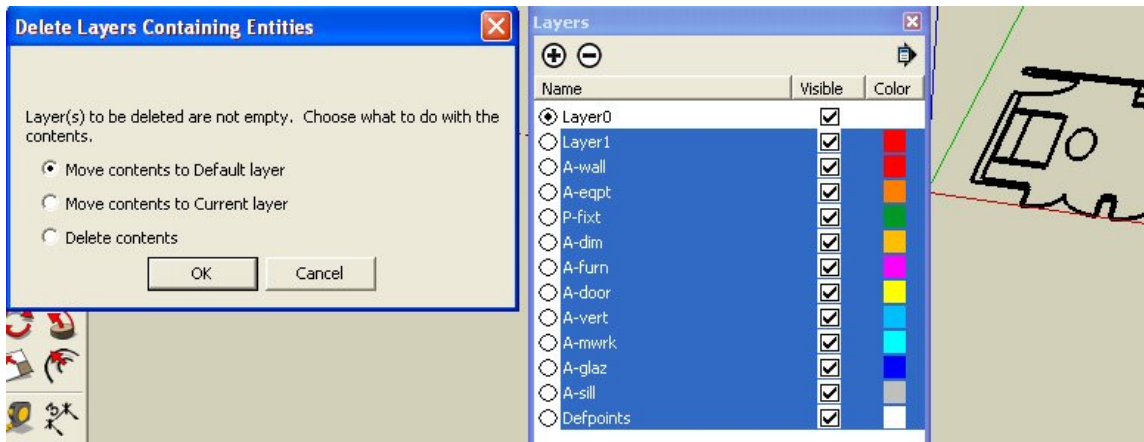 Delete Layers Containing Entities
Layer(s) to be deleted are not empty. Choose what to do with the
contents.
Move contents to Default layer
Move contents to Current layer
Delete contents
OK Cancel
Layers
Name Visible Color
Layer0
Layer1
A-wall
A-eqpt
P-fixt
A-dim
A-furn
A-door
A-vert
A-mwrk
A-glaz
A-sill
Defpoints